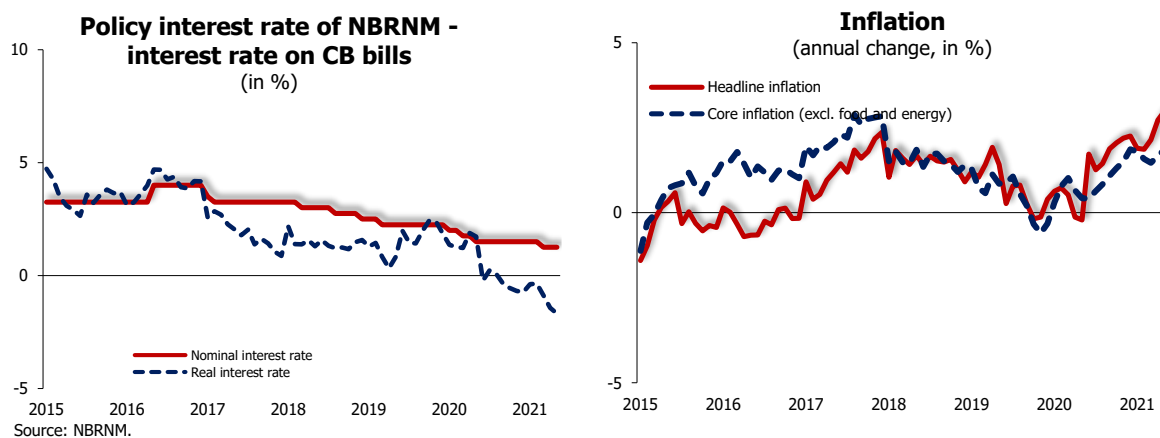 Policy interest rate of NBRNM -
interest rate on CB bills
(in %)
10
5
0
-5
Nominal interest rate
Real interest rate
2015 2016 2017 2018 2019 2020 2021
Source: NBRNM.
Inflation
(annual change, in %)
5
0
-5
Headline inflation
Core inflation (excl. food and energy)
2015 2016 2017 2018 2019 2020 2021